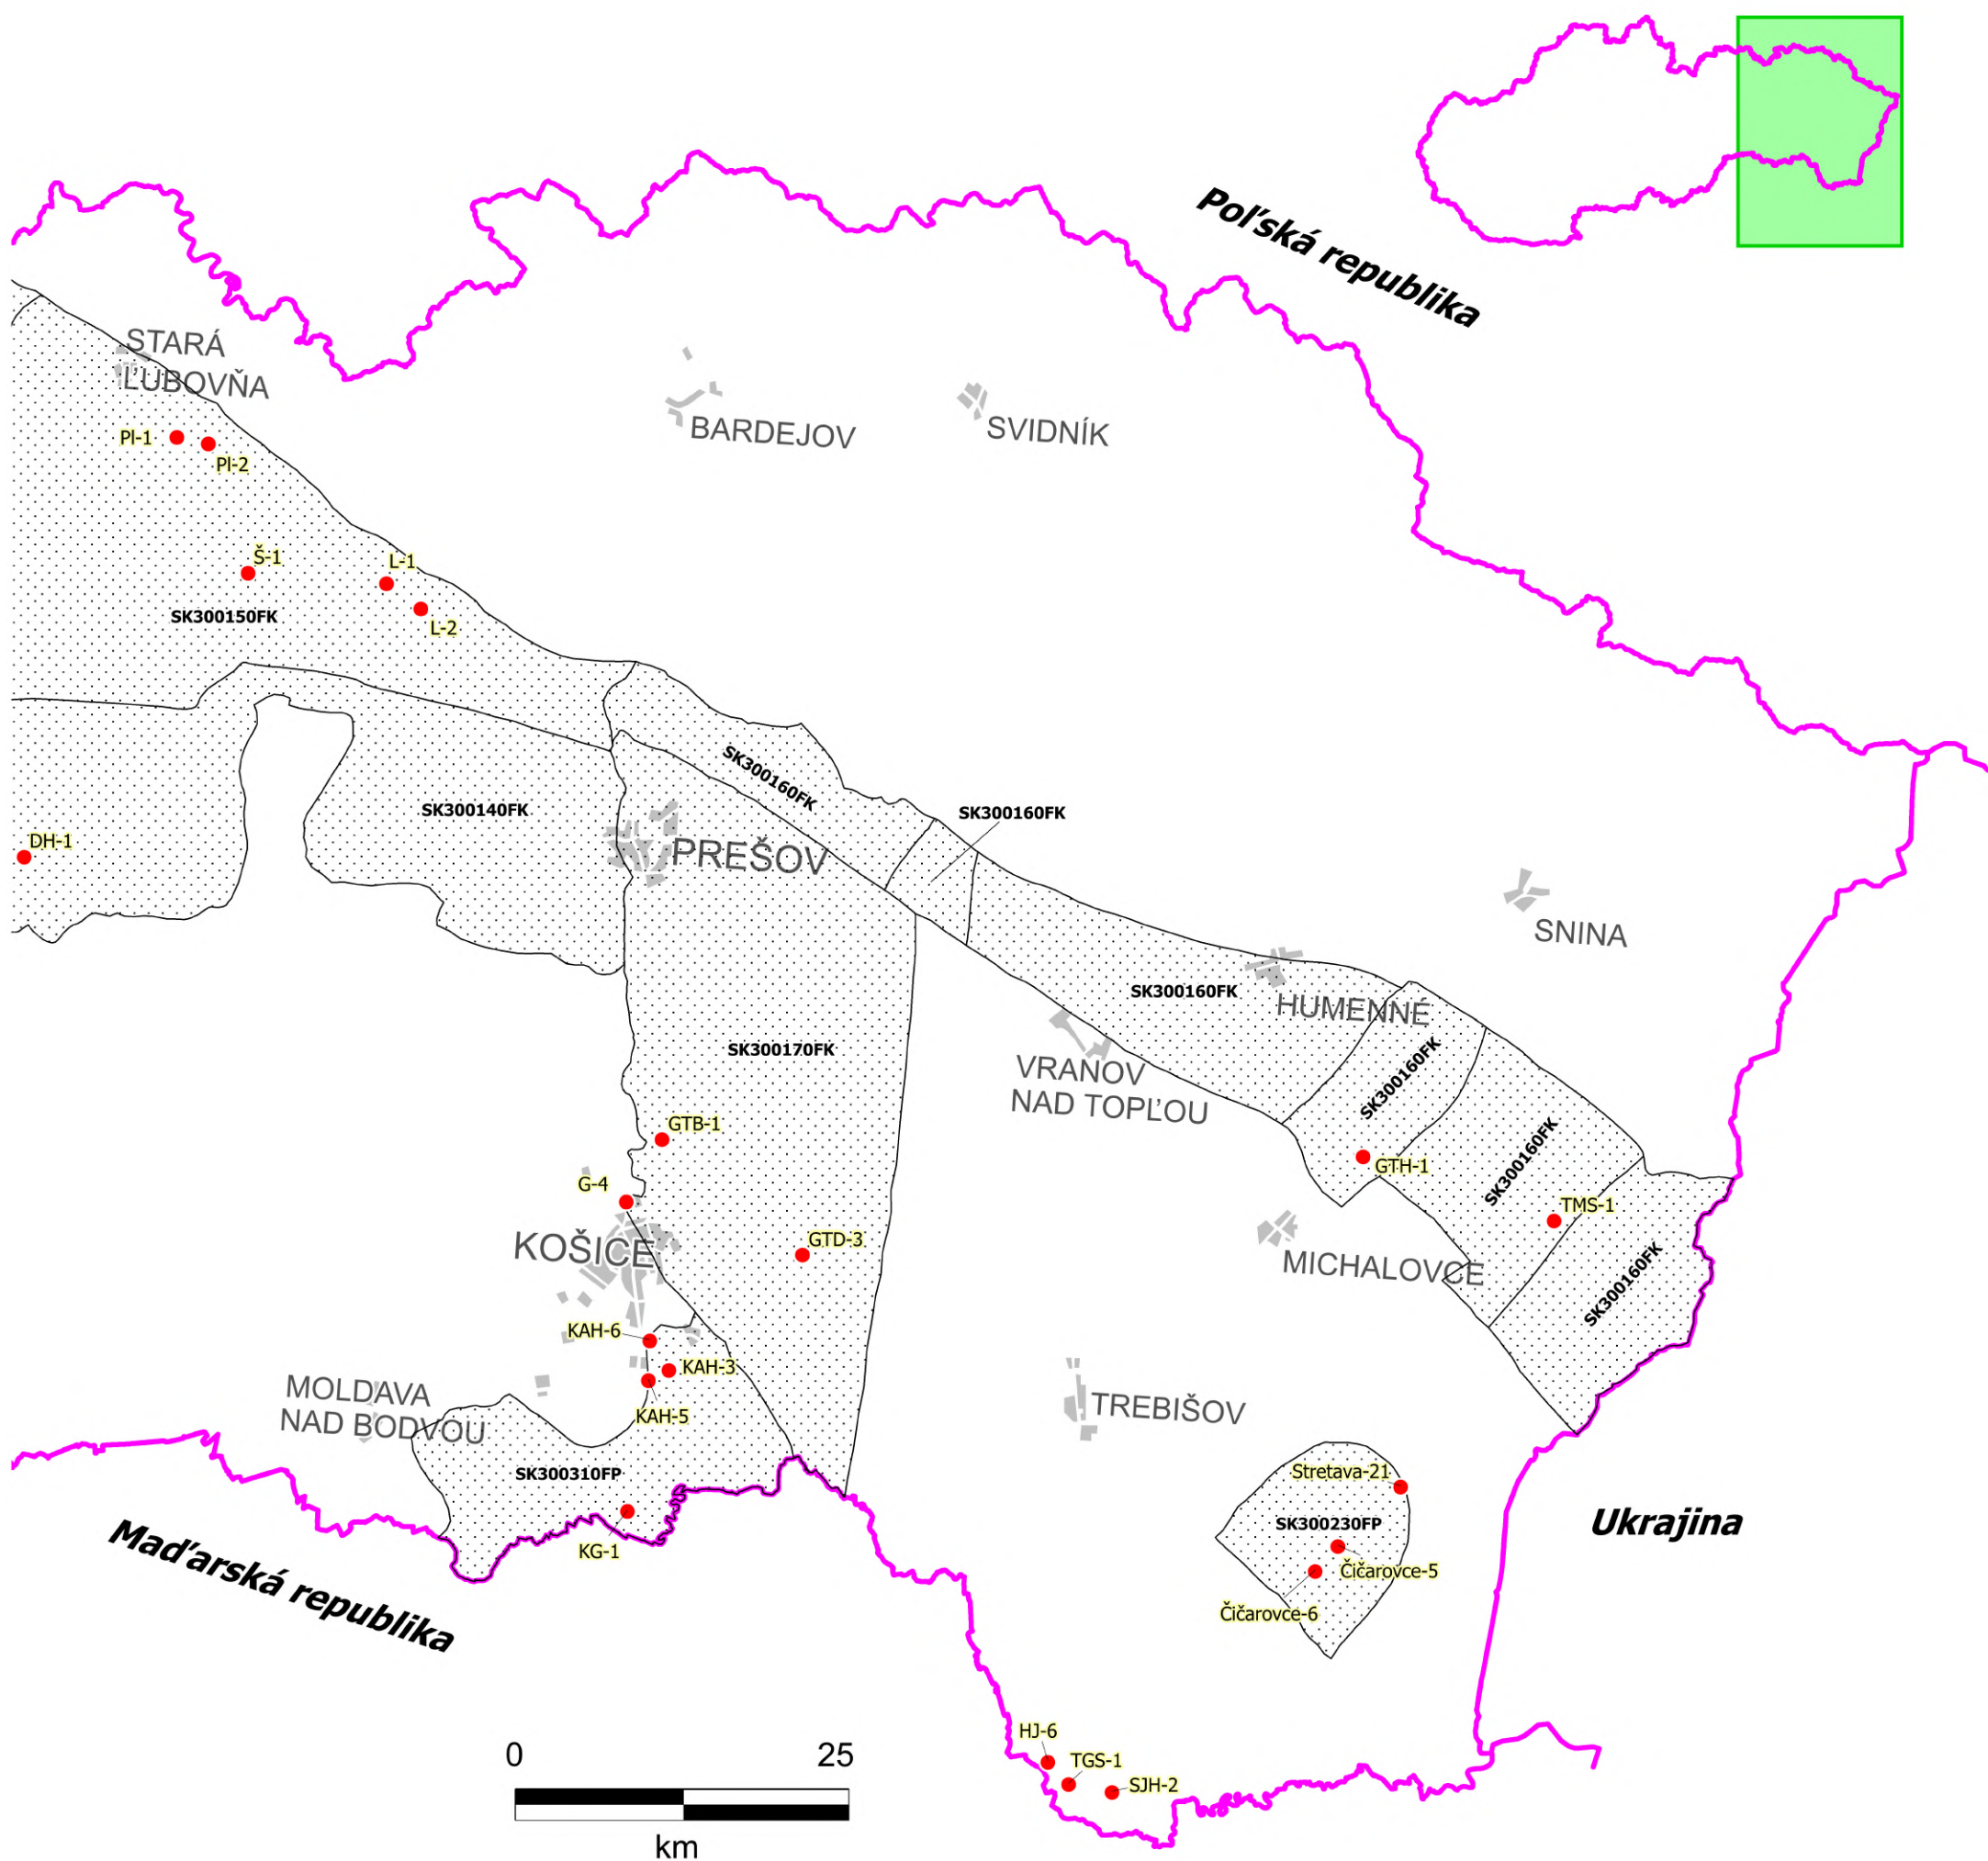 Poľská republika
STARÁ
ĽUBOVŇA
BARDEJOV
SVIDNÍK
PI-1
PI-2
Š-1
L-1
L-2
SK300150FK
SK300160FK
SK300160FK
SK300140FK
DH-1
PREŠOV
SNINA
SK300160FK
HUMENNÉ
SK300170FK
VRANOV
NAD TOPĽOU
SK300160FK
GTB-1
GTH-1
SK300160FK
G-4
TMS-1
KOŠICE
GTD-3
MICHALOVCE
SK300160FK
KAH-6
KAH-3
MOLDAVA
NAD BODVOU
KAH-5
TREBIŠOV
SK300310FP
Stretava-21
SK300230FP
Ukrajina
KG-1
Čičarovce-5
Maďarská republika
Čičarovce-6
HJ-6
TGS-1
SJH-2
0 25
km